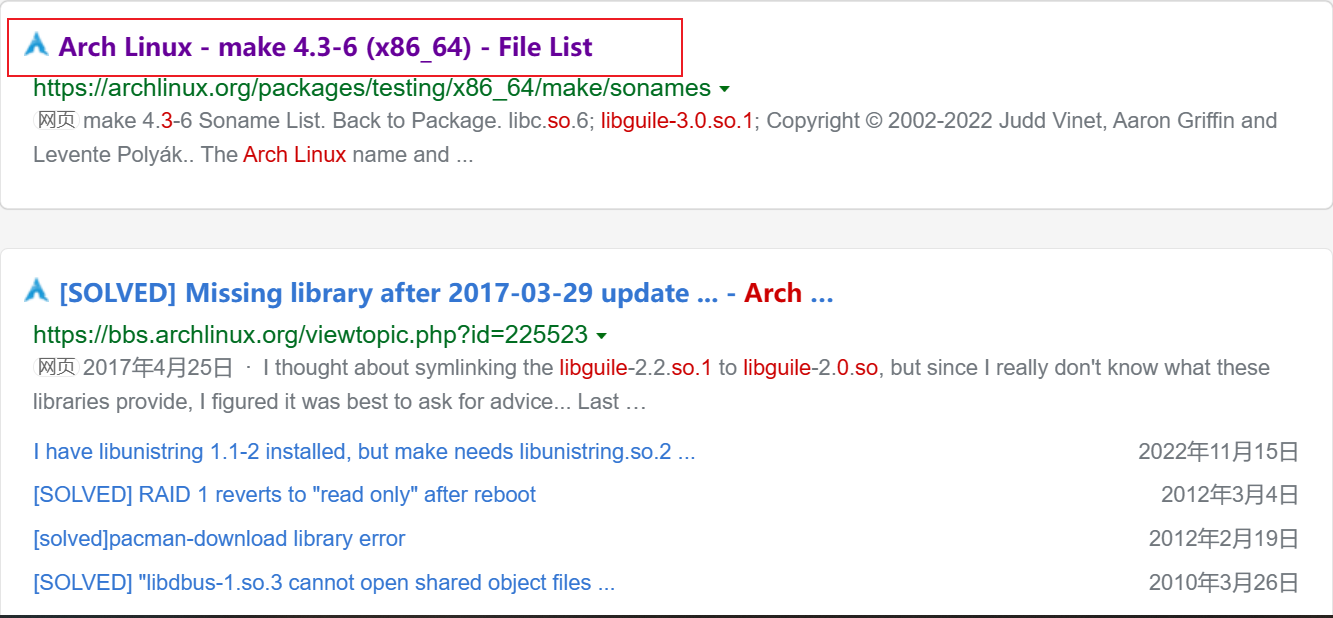 Arch Linux - make 4.3-6 (x86_64) - File List
https://archlinux.org/packages/testing/x86_64/make/sonames
网页 make 4.3-6 Soname List. Back to Package. libc.so.6; libguile-3.0.so.1; Copyright © 2002-2022 Judd Vinet, Aaron Griffin and
Levente Polyák.. The Arch Linux name and ...
[SOLVED] Missing library after 2017-03-29 update ... - Arch ...
https://bbs.archlinux.org/viewtopic.php?id=225523
网页 2017年4月25日 · I thought about symlinking the libguile-2.2.so.1 to libguile-2.0.so, but since I really don't know what these
libraries provide, I figured it was best to ask for advice... Last …
I have libunistring 1.1-2 installed, but make needs libunistring.so.2 ... 2022年11月15日
[SOLVED] RAID 1 reverts to "read only" after reboot 2012年3月4日
[solved]pacman-download library error 2012年2月19日
[SOLVED] "libdbus-1.so.3 cannot open shared object files ... 2010年3月26日